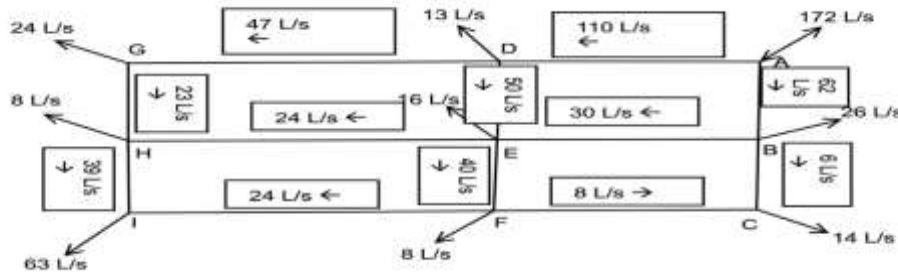 24 L/s
47 L/s
←
13 L/s
110 L/s
←
172 L/s
G
D
A
8 L/s
23 L/s
↓
24 L/s ←
16 L/s
50 L/s
↓
30 L/s ←
62 L/s
↓
26 L/s
H
E
B
39 L/s
↓
24 L/s ←
40 L/s
↓
8 L/s →
6 L/s
↓
I
F
C
63 L/s
8 L/s
14 L/s